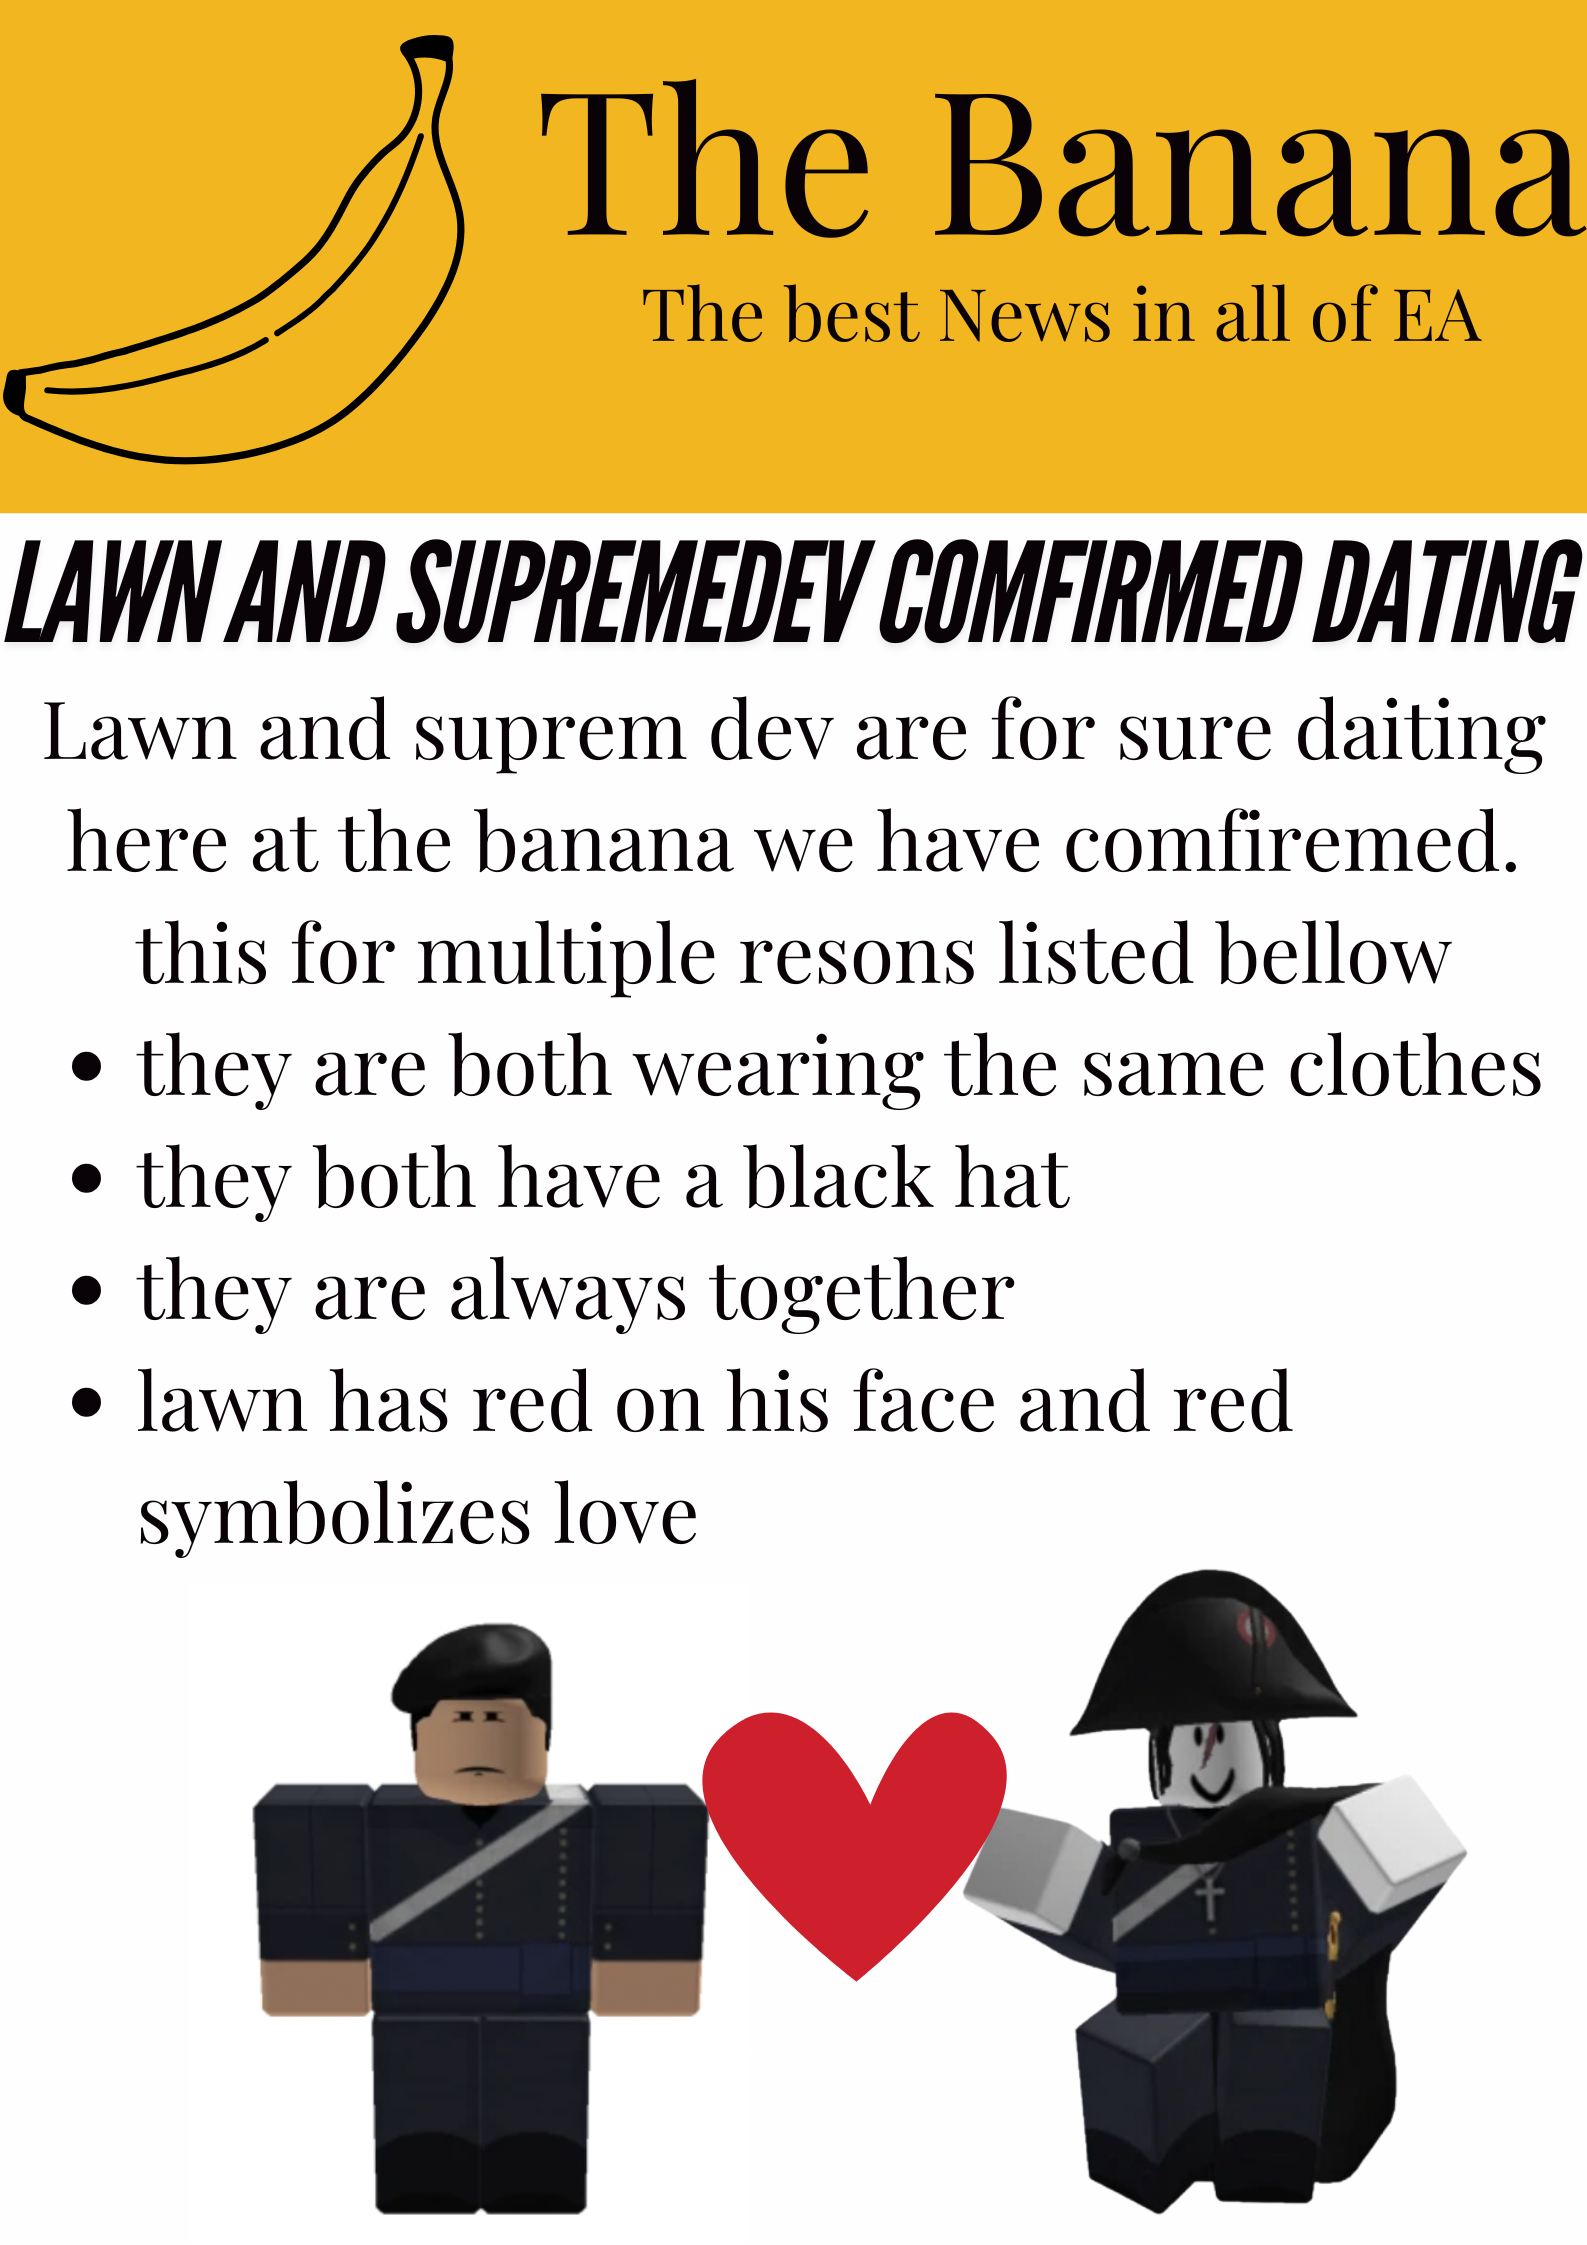 The Banana
The best News in all of EA
LAWN AND SUPREMEDEV COMFIRMED DATING
Lawn and suprem dev are for sure daiting
here at the banana we have comfiremed.
this for multiple resons listed bellow
• they are both wearing the same clothes
• they both have a black hat
• they are always together
• lawn has red on his face and red
symbolizes love